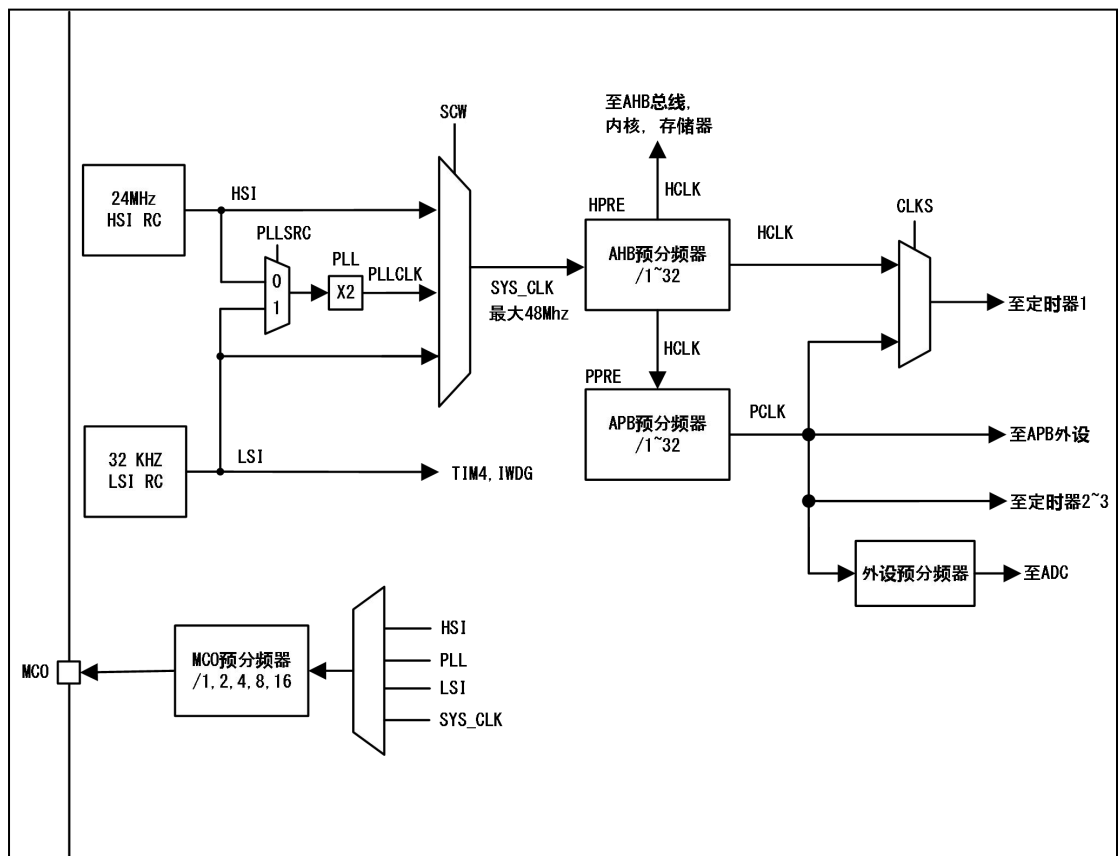 SCW
至AHB总线,
内核, 存储器
24MHz
HSI RC
HSI
HCLK
HPRE
CLKS
PLLSRC
AHB预分频器
/1~32
HCLK
PLL
0
1
X2
PLLCLK
SYS_CLK
最大48Mhz
至定时器1
HCLK
PPRE
APB预分频器
/1~32
PCLK
至APB外设
32 KHZ
LSI RC
LSI
TIM4,IWDG
至定时器2~3
外设预分频器
至ADC
HSI
MCO
MCO预分频器
/1,2,4,8,16
PLL
LSI
SYS_CLK